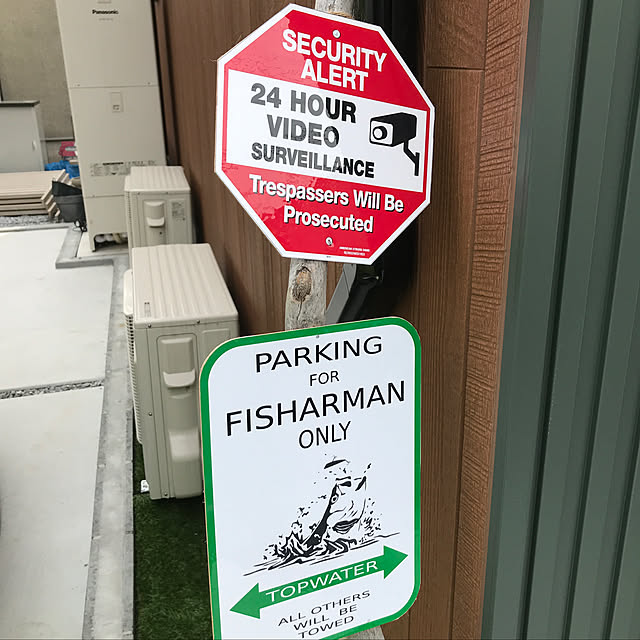 Panasonic
SECURITY
ALERT
24 HOUR
VIDEO
SURVEILLANCE
Trespassers Will Be
Prosecuted
PARKING
FOR
FISHARMAN
ONLY
TOPWATER
ALL OTHERS
WILL BE
TOWED